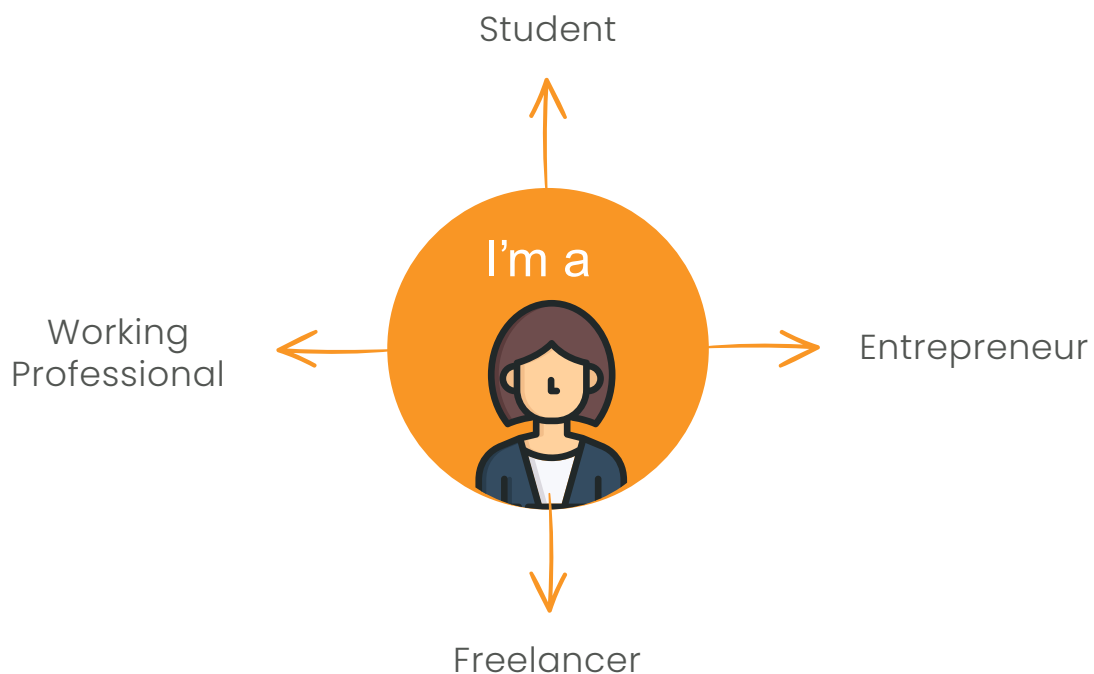 Student
I'm a
Working
Professional
Entrepreneur
Freelancer